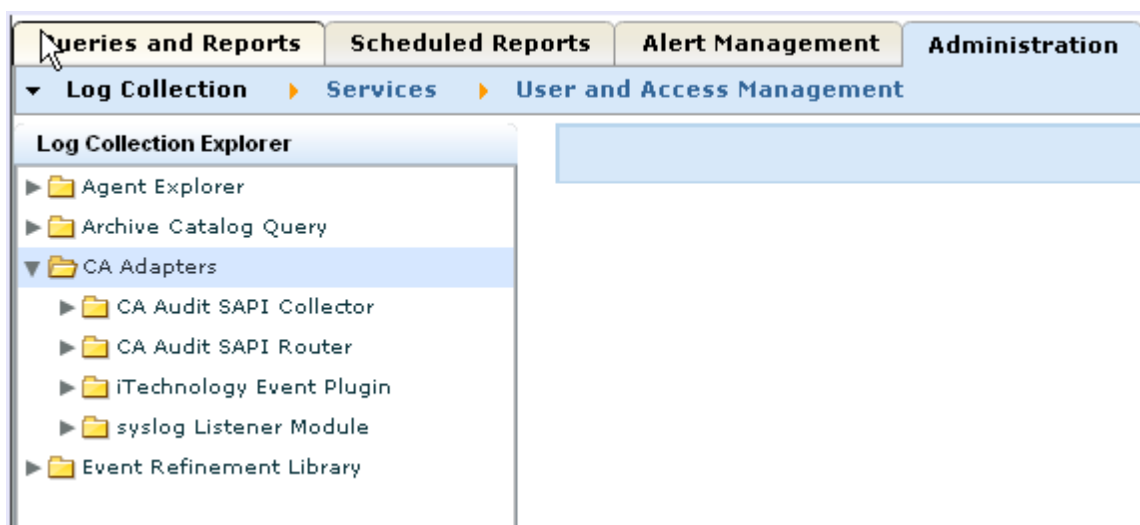 Queries and Reports Scheduled Reports Alert Management Administration
Log Collection Services User and Access Management
Log Collection Explorer
Agent Explorer
Archive Catalog Query
CA Adapters
CA Audit SAPI Collector
CA Audit SAPI Router
iTechnology Event Plugin
syslog Listener Module
Event Refinement Library